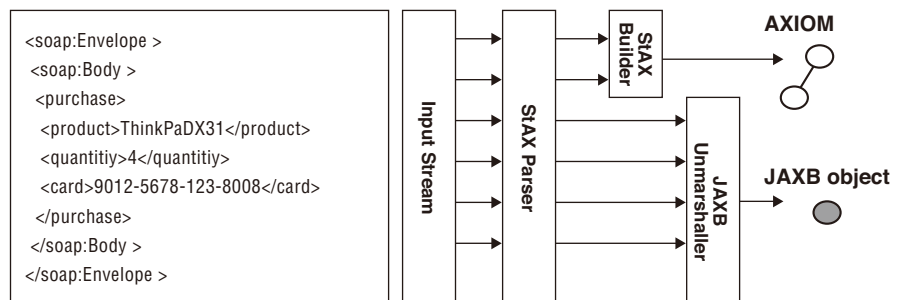 <soap:Envelope >
<soap:Body >
<purchase>
<product>ThinkPaDX31</product>
<quantitiy>4</quantitiy>
<card>9012-5678-123-8008</card>
</purchase>
</soap:Body >
</soap:Envelope >
Input Stream
StAX Parser
StAX
Builder
JAXB
Unmarshaller
AXIOM
JAXB object